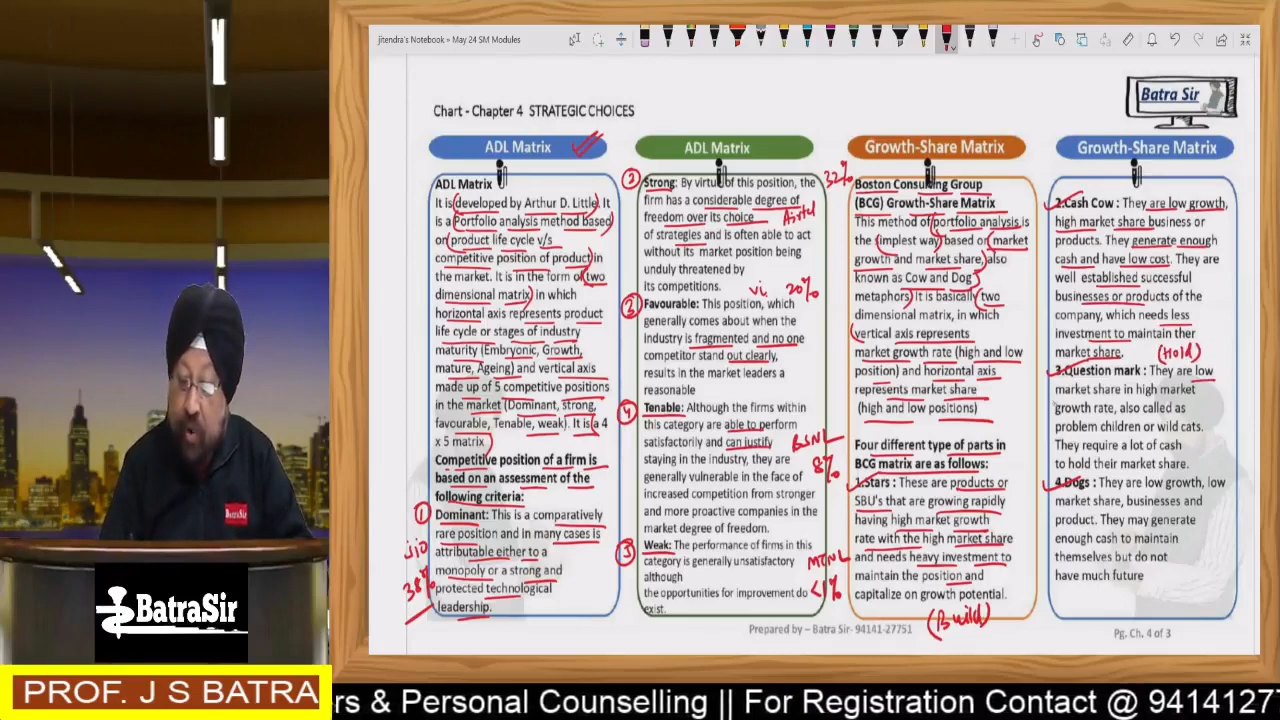 jitendra's Notebook » May 24 SM Modules
Chart - Chapter 4 STRATEGIC CHOICES
Batra Sir
ADL Matrix
ADL Matrix
It is developed by Arthur D. Little. It
is a Portfolio analysis method based
on product life cycle v/s
competitive position of product in
the market. It is in the form of two
dimensional matrix in which
horizontal axis represents product
life cycle or stages of industry
maturity (Embryonic, Growth,
mature, Ageing) and vertical axis
made up of 5 competitive positions
in the market (Dominant, strong,
favourable, Tenable, weak). It is a 4
x 5 matrix
Competitive position of a firm is
based on an assessment of the
following criteria:
1 Dominant: This is a comparatively
rare position and in many cases is
jio
attributable either to a
monopoly or a strong and
38%
protected technological
leadership.
ADL Matrix
2 Strong: By virtue of this position, the
32%
firm has a considerable degree of
freedom over its choice
Airtel
of strategies and is often able to act
without its market position being
unduly threatened by
its competitions.
vi 20%
3 Favourable: This position, which
generally comes about when the
industry is fragmented and no one
competitor stand out clearly,
results in the market leaders a
reasonable
4 Tenable: Although the firms within
this category are able to perform
satisfactorily and can justify
BSNL
staying in the industry, they are
8%
generally vulnerable in the face of
increased competition from stronger
and more proactive companies in the
market degree of freedom.
5 Weak: The performance of firms in this
category is generally unsatisfactory
MTNL
although
the opportunities for improvement do
<1%
exist.
Growth-Share Matrix
Boston Consulting Group
(BCG) Growth-Share Matrix
This method of portfolio analysis is
the simplest way based on market
growth and market share, also
known as Cow and Dog
metaphors) It is basically two
dimensional matrix, in which
vertical axis represents
market growth rate (high and low
position) and horizontal axis
represents market share
(high and low positions)
Four different type of parts in
BCG matrix are as follows:
1.Stars : These are products or
SBU's that are growing rapidly
having high market growth
rate with the high market share
and needs heavy investment to
maintain the position and
capitalize on growth potential.
(Build)
Growth-Share Matrix
2.Cash Cow : They are low growth,
high market share business or
products. They generate enough
cash and have low cost. They are
well established successful
businesses or products of the
company, which needs less
investment to maintain ther
market share.
(Hold)
3.Question mark : They are low
market share in high market
growth rate, also called as
problem children or wild cats.
They require a lot of cash
to hold their market share.
4.Dogs : They are low growth, low
market share, businesses and
product. They may generate
enough cash to maintain
themselves but do not
have much future
Prepared by – Batra Sir- 94141-27751
Pg. Ch. 4 of 3
BatraSir
BatraSir
PROF. J S BATRA
ers & Personal Counselling || For Registration Contact @ 9414127